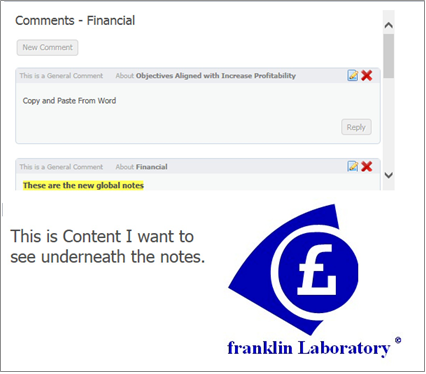 Comments - Financial
New Comment
This is a General Comment About Objectives Aligned with Increase Profitability
Copy and Paste From Word
Reply
This is a General Comment About Financial
These are the new global notes
This is Content I want to
see underneath the notes.
£
franklin Laboratory ©